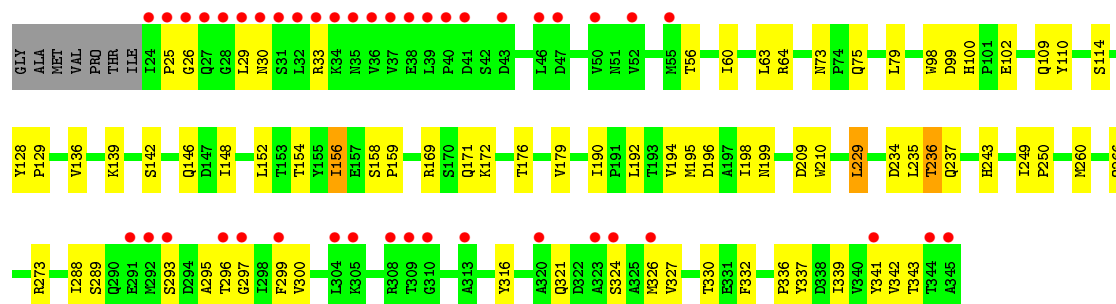 GLY ALA MET VAL PRO THR ILE I24 P25 G26 Q27 G28 L29 N30 S31 L32 R33 K34 N35 V36 V37 E38 L39 P40 D41 S42 D43 L46 D47 V50 N51 V52 M55 T56 I60 L63 R64 N73 P74 Q75 L79 W98 D99 H100 P101 E102 Q109 Y110 S114
Y128 P129 V136 K139 S142 Q146 D147 I148 L152 T153 T154 Y155 I156 E157 S158 P159 R169 S170 Q171 K172 T176 V179 I190 P191 L192 T193 V194 M195 D196 A197 I198 N199 D209 W210 L229 D234 L235 T236 Q237 H243 I249 P250 M260
R273 I288 S289 Q290 E291 M292 S293 D294 A295 T296 G297 I298 F299 V300 L304 K305 R308 T309 G310 A313 Y316 A320 Q321 D322 A323 S324 A325 M326 V327 T330 E331 F332 P336 Y337 D338 I339 V340 Y341 V342 T343 T344 A345